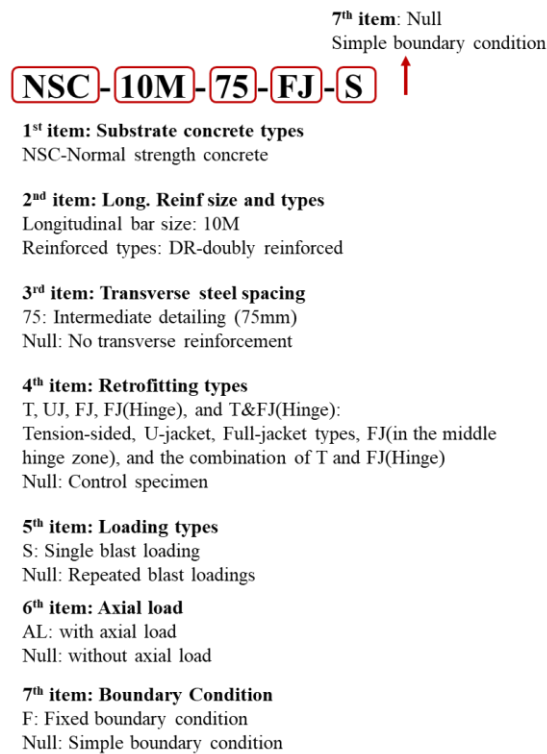 7th item: Null
Simple boundary condition
NSC-10M-75-FJ-S
1st item: Substrate concrete types
NSC-Normal strength concrete
2nd item: Long. Reinf size and types
Longitudinal bar size: 10M
Reinforced types: DR-doubly reinforced
3rd item: Transverse steel spacing
75: Intermediate detailing (75mm)
Null: No transverse reinforcement
4th item: Retrofitting types
T, UJ, FJ, FJ(Hinge), and T&FJ(Hinge):
Tension-sided, U-jacket, Full-jacket types, FJ(in the middle
hinge zone), and the combination of T and FJ(Hinge)
Null: Control specimen
5th item: Loading types
S: Single blast loading
Null: Repeated blast loadings
6th item: Axial load
AL: with axial load
Null: without axial load
7th item: Boundary Condition
F: Fixed boundary condition
Null: Simple boundary condition